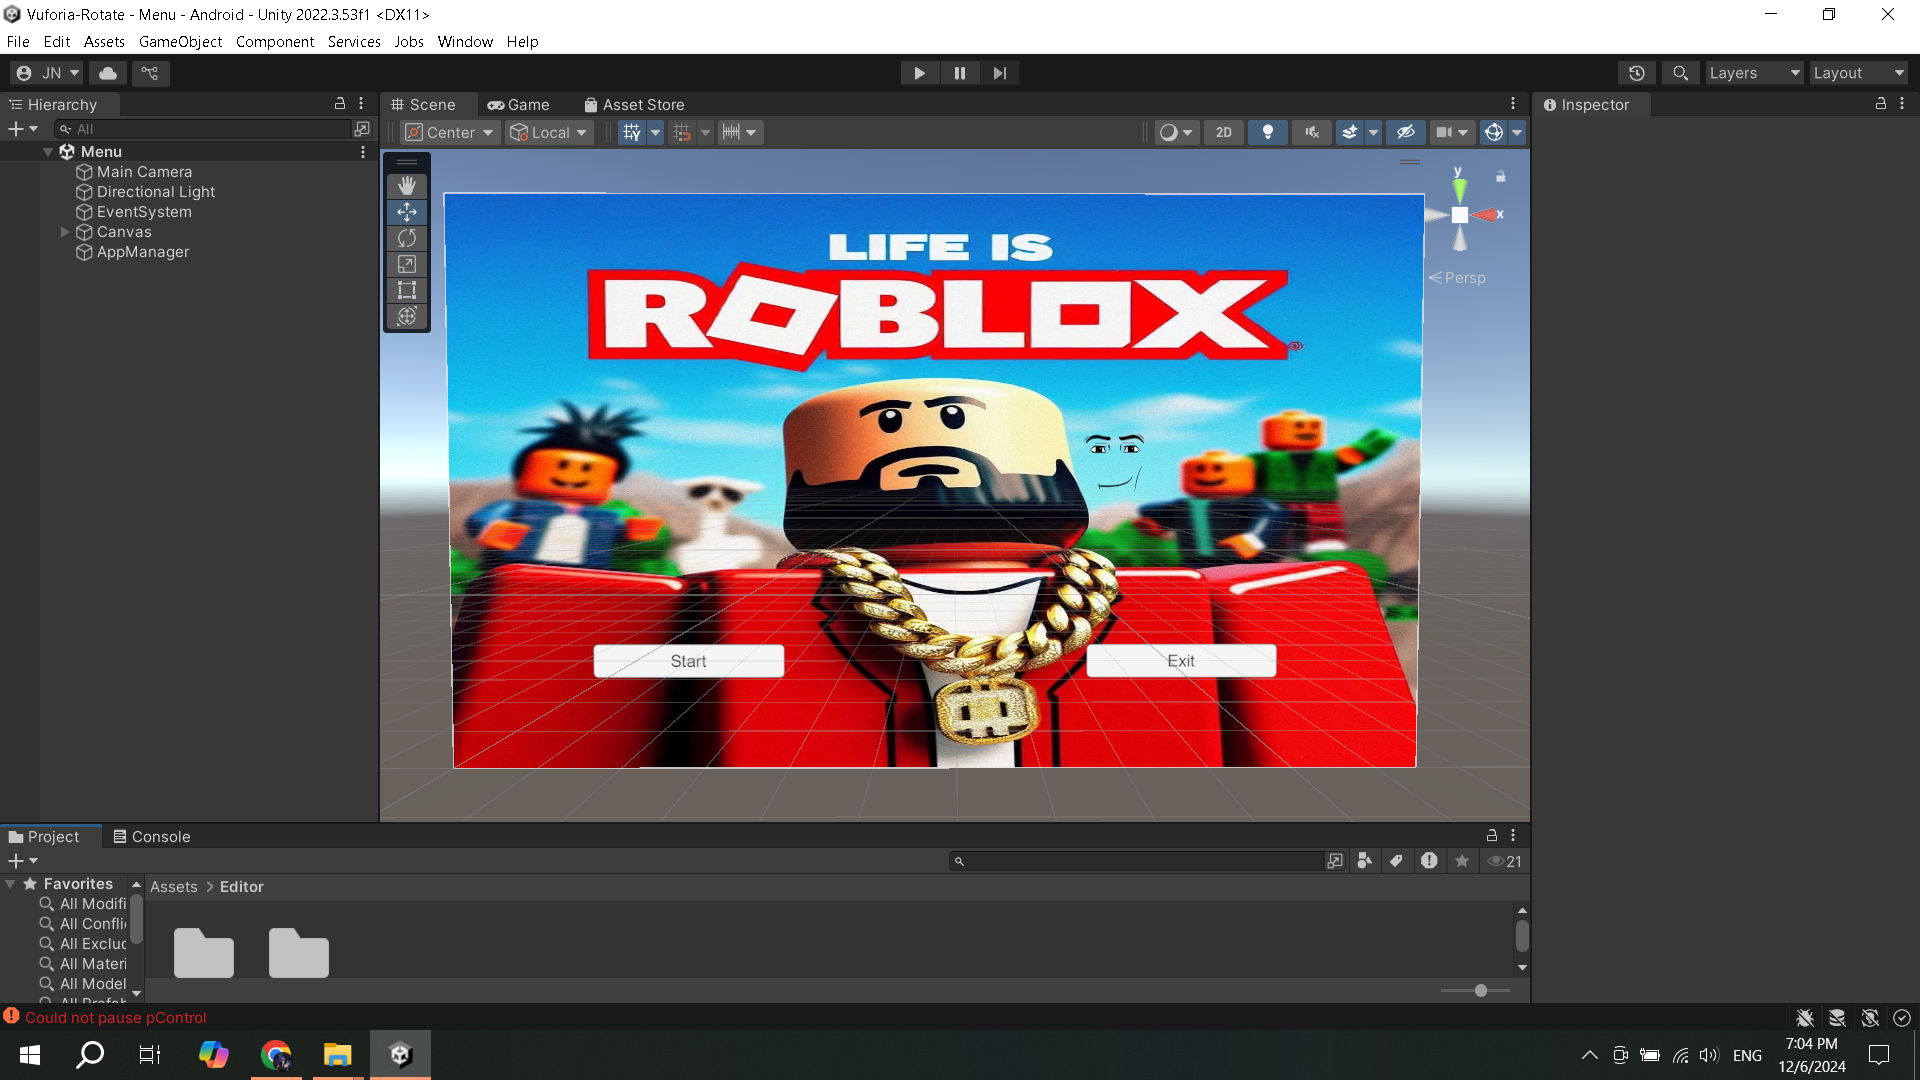 Vuforia-Rotate - Menu - Android - Unity 2022.3.53f1 <DX11>
File Edit Assets GameObject Component Services Jobs Window Help
JN
Layers Layout
Hierarchy
Scene Game Asset Store
Inspector
All
Center Local
2D
Menu
Main Camera
Directional Light
EventSystem
Canvas
AppManager
y
x
Persp
LIFE IS
ROBLOX
Start Exit
Project Console
21
Favorites
Assets > Editor
All Modifi
All Conflic
All Exclud
All Materi
All Model
All Prefab
Could not pause pControl
ENG
7:04 PM
12/6/2024